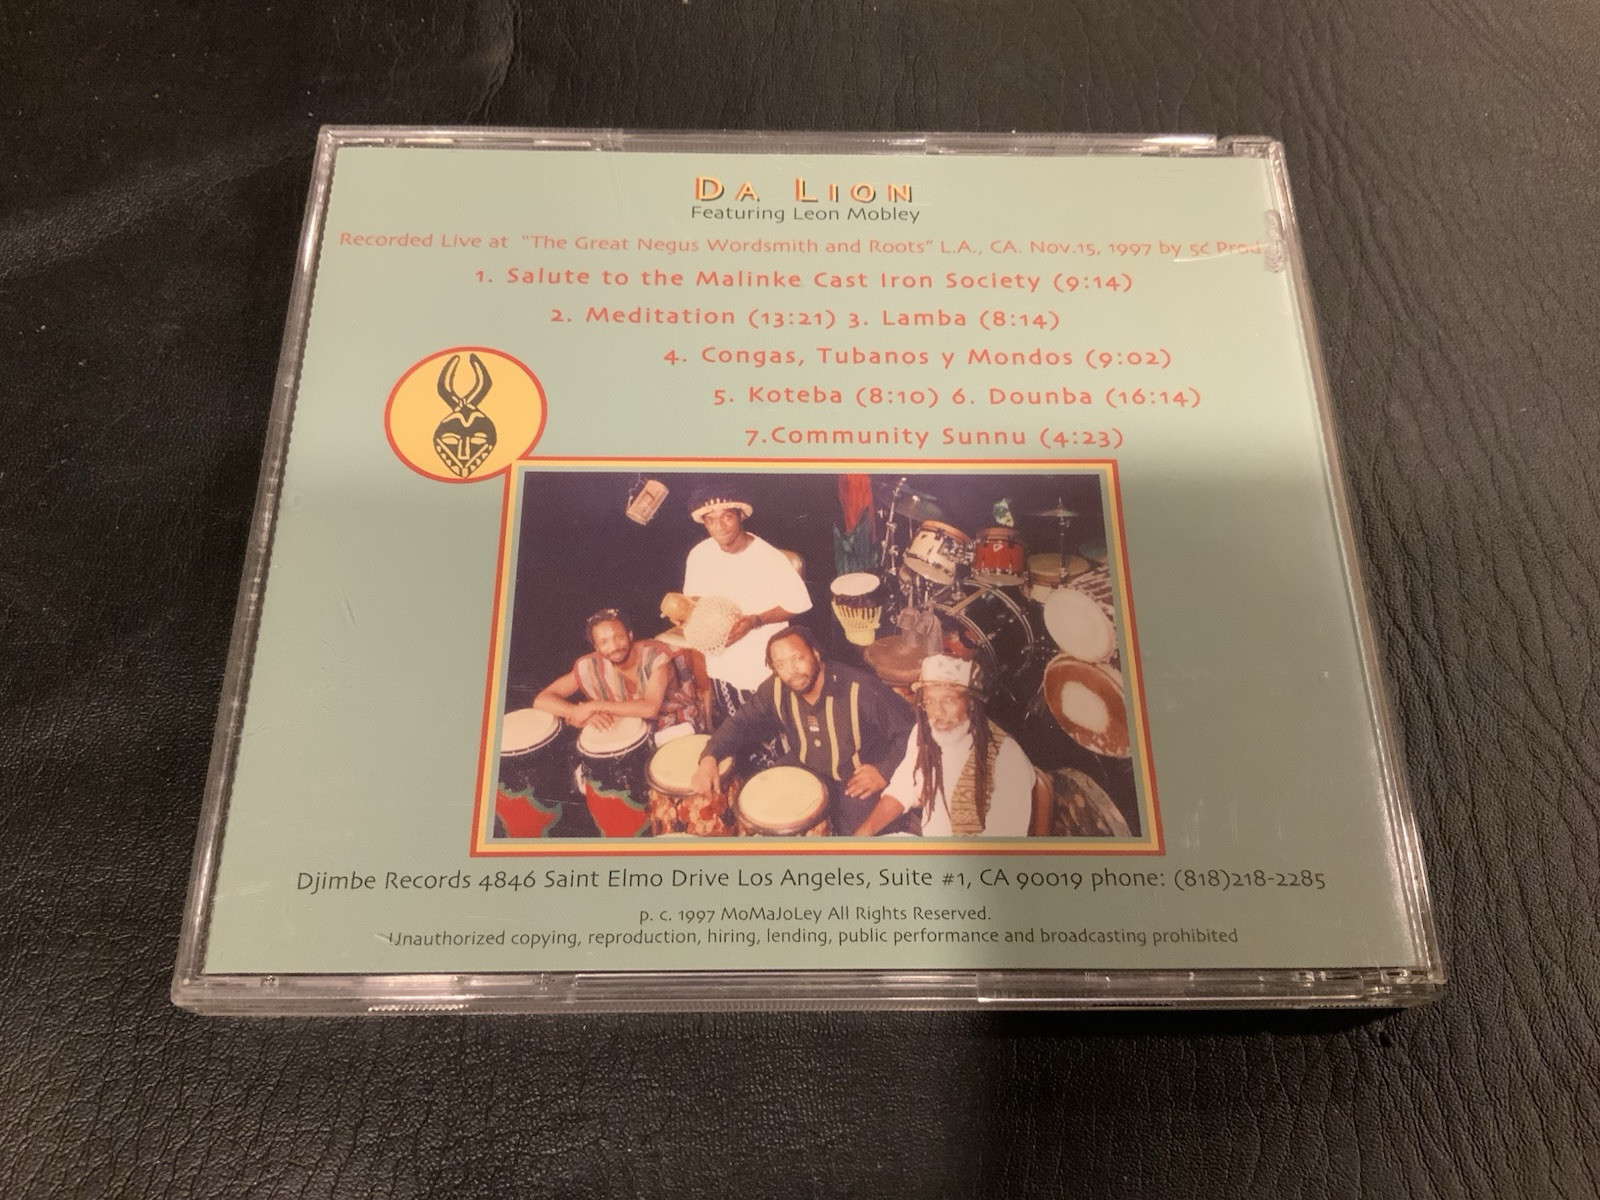 DA LION
Featuring Leon Mobley
Recorded Live at "The Great Negus Wordsmith and Roots" L.A., CA. Nov.15, 1997 by 5¢ Prod
1. Salute to the Malinke Cast Iron Society (9:14)
2. Meditation (13:21) 3. Lamba (8:14)
4. Congas, Tubanos y Mondos (9:02)
5. Koteba (8:10) 6. Dounba (16:14)
7.Community Sunnu (4:23)
Djimbe Records 4846 Saint Elmo Drive Los Angeles, Suite #1, CA 90019 phone: (818)218-2285
p. c. 1997 MoMaJoLey All Rights Reserved.
Unauthorized copying, reproduction, hiring, lending, public performance and broadcasting prohibited